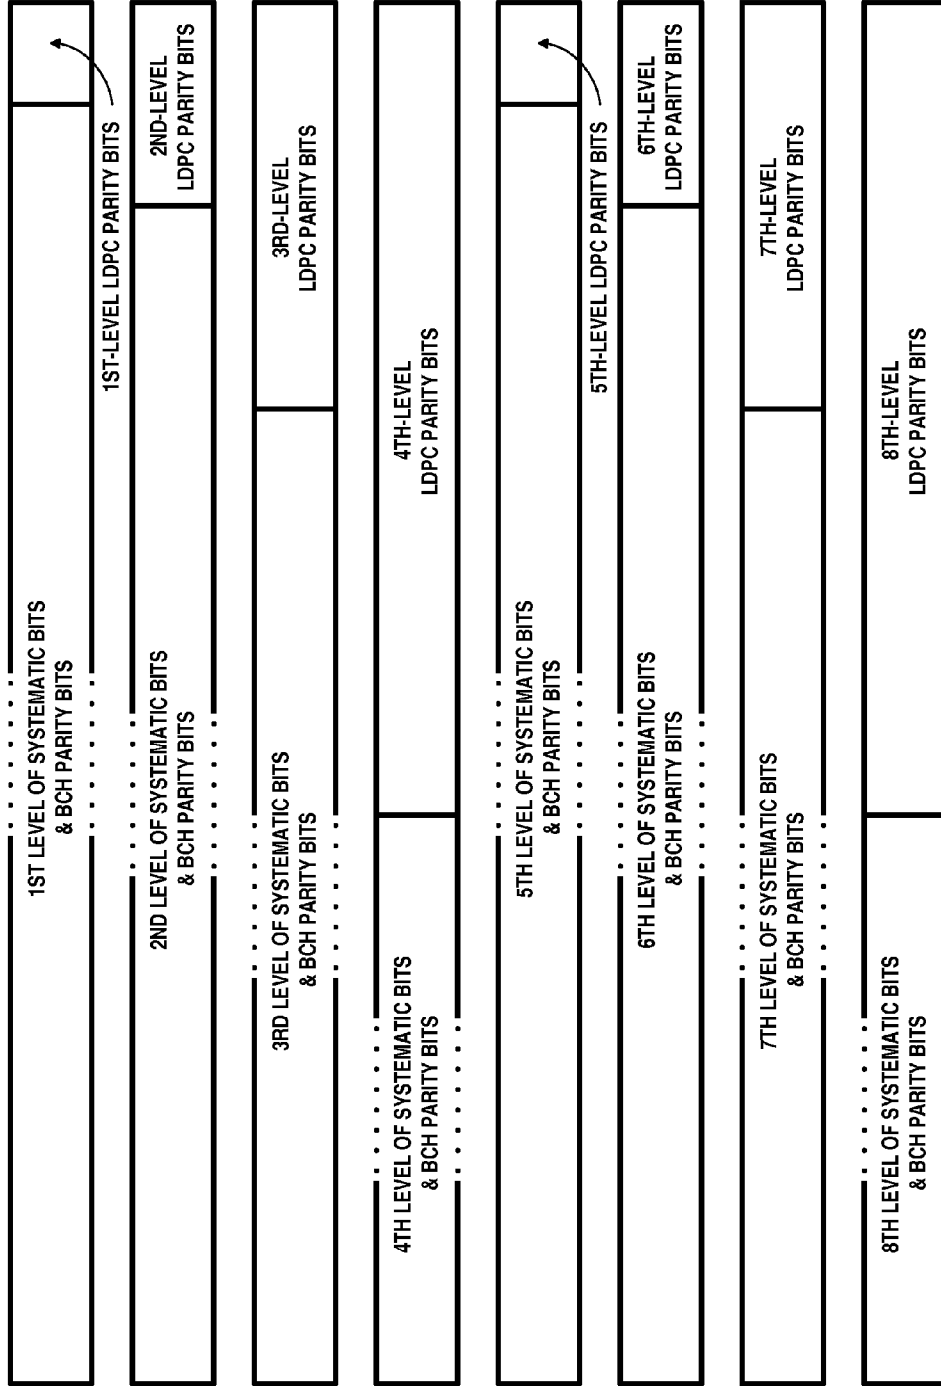 1ST LEVEL OF SYSTEMATIC BITS
& BCH PARITY BITS
1ST-LEVEL LDPC PARITY BITS
2ND LEVEL OF SYSTEMATIC BITS
& BCH PARITY BITS
2ND-LEVEL
LDPC PARITY BITS
3RD LEVEL OF SYSTEMATIC BITS
& BCH PARITY BITS
3RD-LEVEL
LDPC PARITY BITS
4TH LEVEL OF SYSTEMATIC BITS
& BCH PARITY BITS
4TH-LEVEL
LDPC PARITY BITS
5TH LEVEL OF SYSTEMATIC BITS
& BCH PARITY BITS
5TH-LEVEL LDPC PARITY BITS
6TH LEVEL OF SYSTEMATIC BITS
& BCH PARITY BITS
6TH-LEVEL
LDPC PARITY BITS
7TH LEVEL OF SYSTEMATIC BITS
& BCH PARITY BITS
7TH-LEVEL
LDPC PARITY BITS
8TH LEVEL OF SYSTEMATIC BITS
& BCH PARITY BITS
8TH-LEVEL
LDPC PARITY BITS